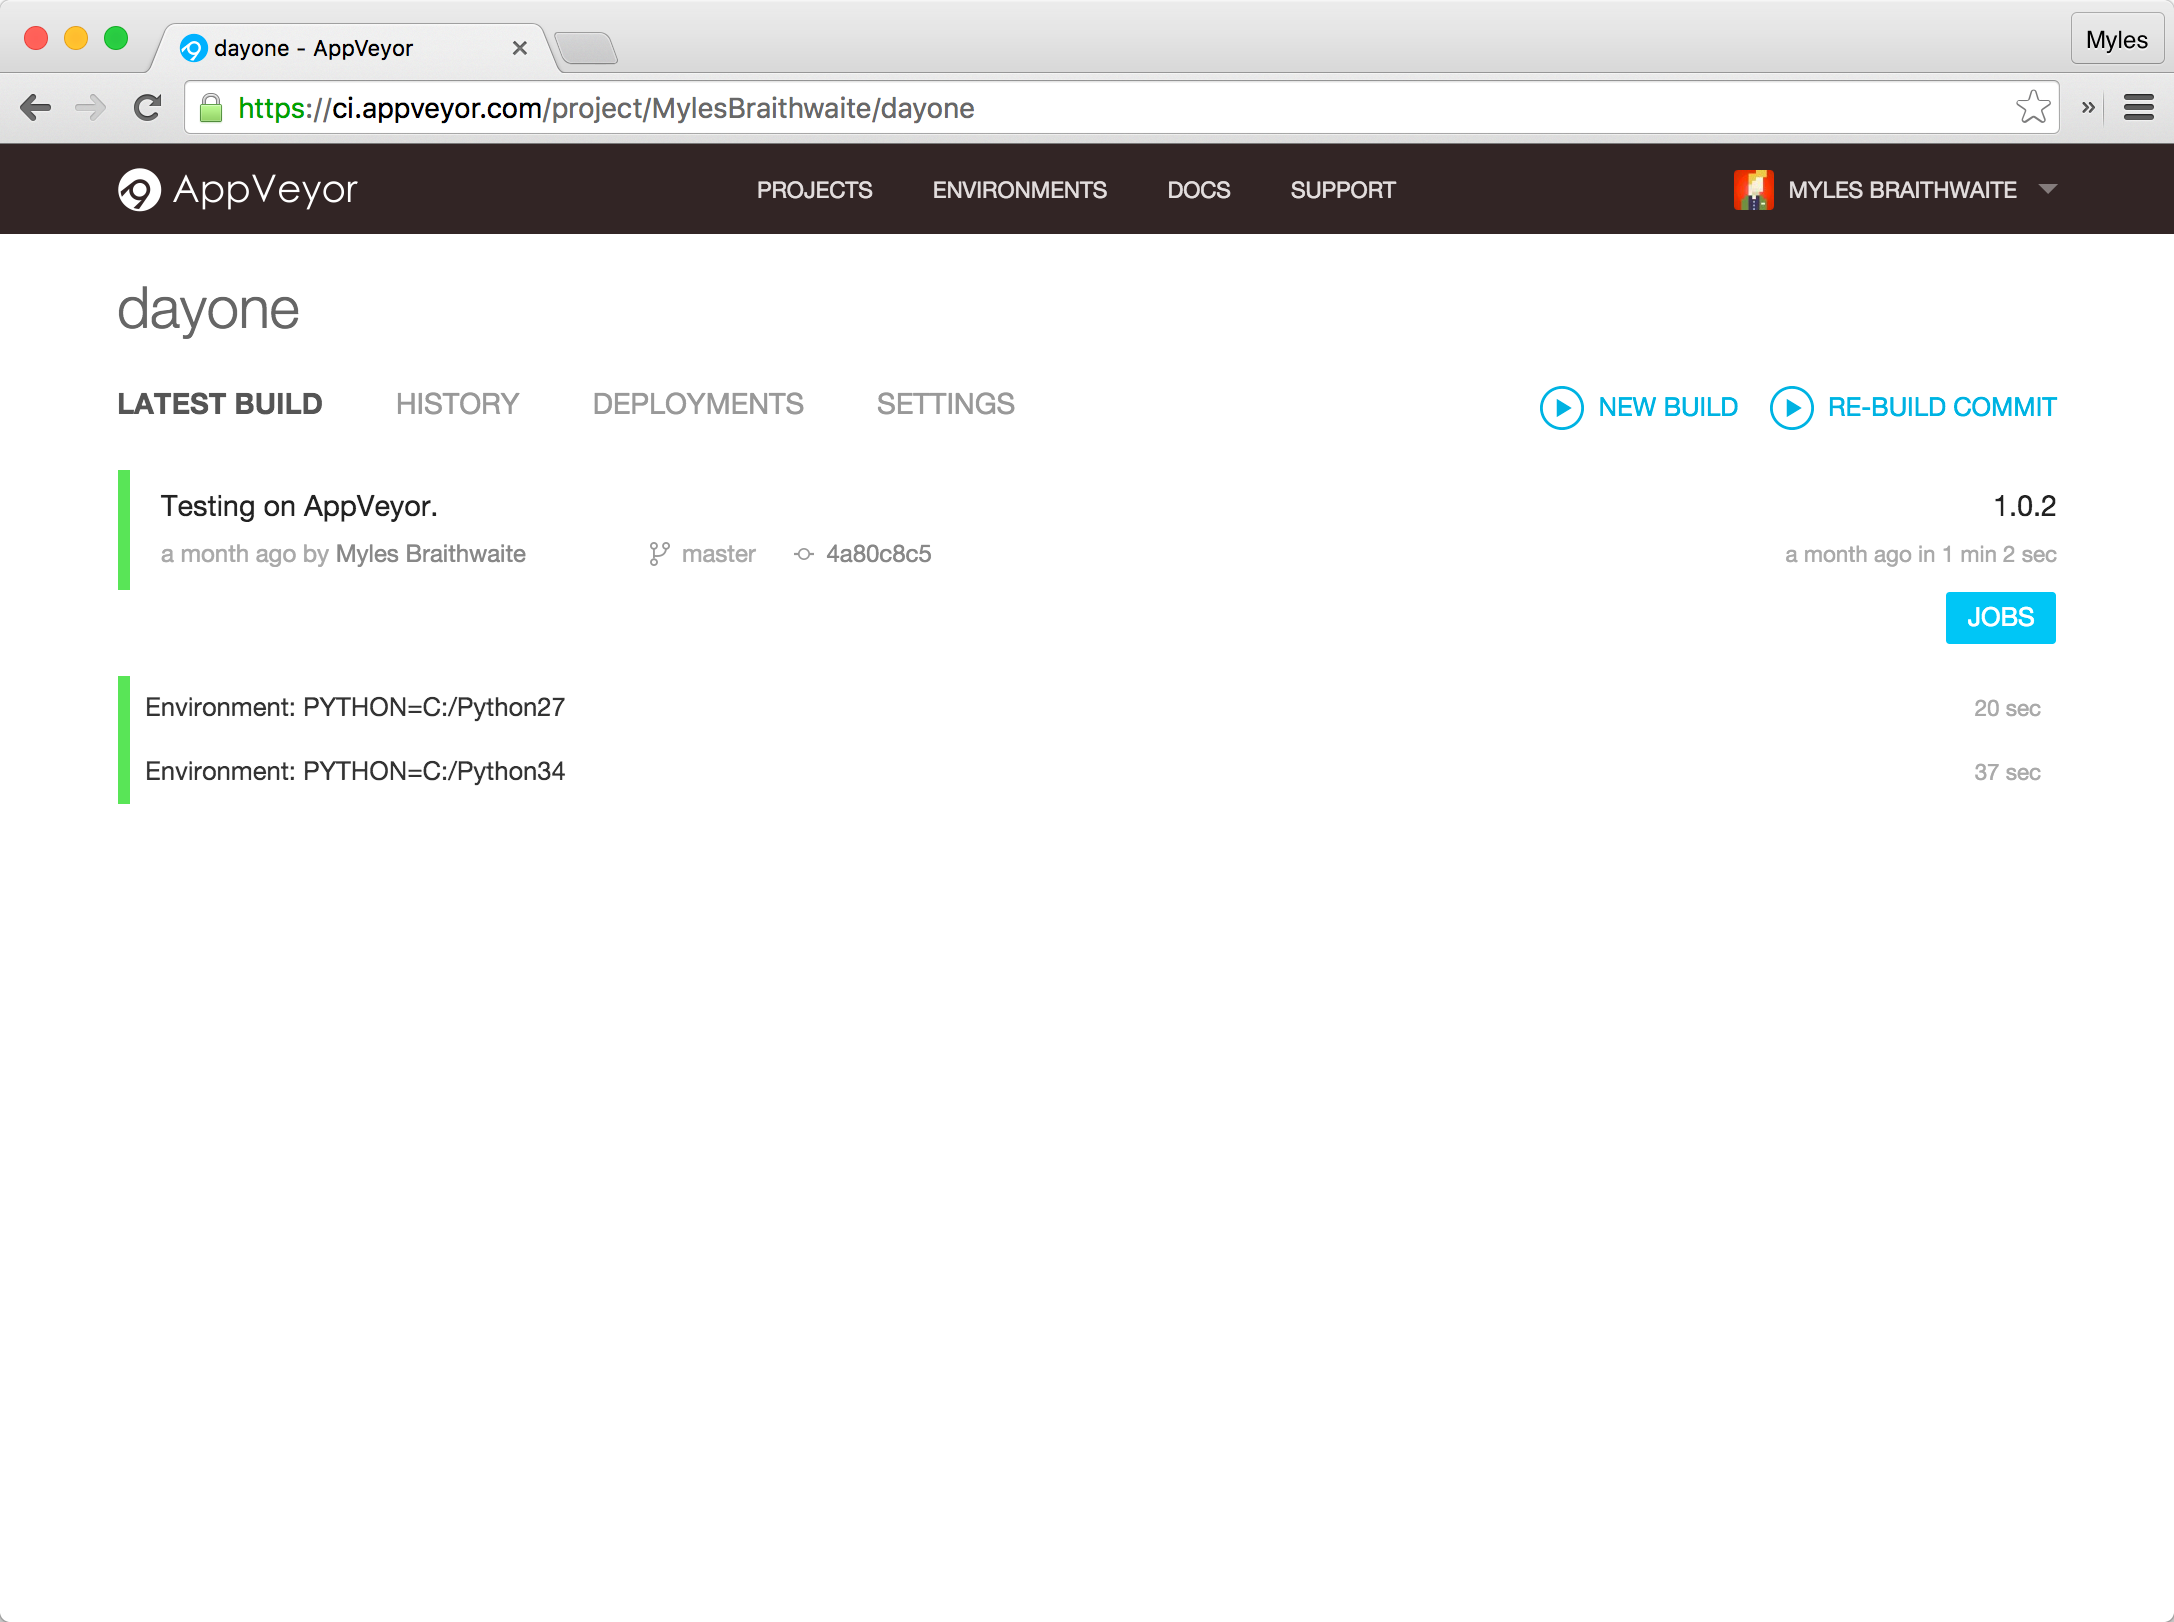 dayone - AppVeyor
Myles
https://ci.appveyor.com/project/MylesBraithwaite/dayone
AppVeyor PROJECTS ENVIRONMENTS DOCS SUPPORT MYLES BRAITHWAITE
dayone
LATEST BUILD HISTORY DEPLOYMENTS SETTINGS NEW BUILD RE-BUILD COMMIT
Testing on AppVeyor. 1.0.2
a month ago by Myles Braithwaite master 4a80c8c5 a month ago in 1 min 2 sec
JOBS
Environment: PYTHON=C:/Python27 20 sec
Environment: PYTHON=C:/Python34 37 sec